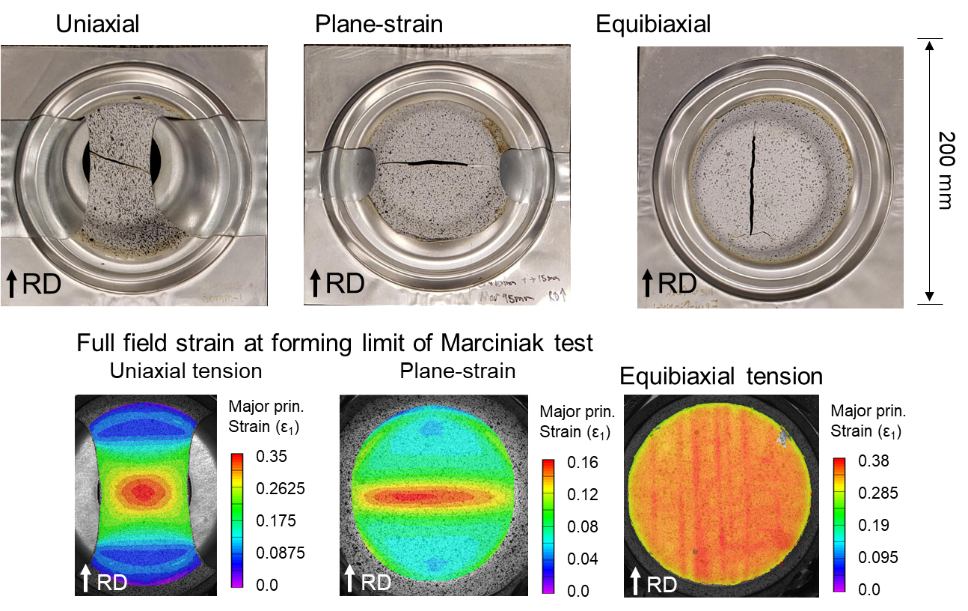 Uniaxial
Plane-strain
Equibiaxial
RD
RD
RD
200 mm
Full field strain at forming limit of Marciniak test
Uniaxial tension
Plane-strain
Equibiaxial tension
Major prin.
Strain (ε₁)
0.35
0.2625
0.175
0.0875
0.0
RD
Major prin.
Strain (ε₁)
0.16
0.12
0.08
0.04
0.0
RD
Major prin.
Strain (ε₁)
0.38
0.285
0.19
0.095
0.0
RD